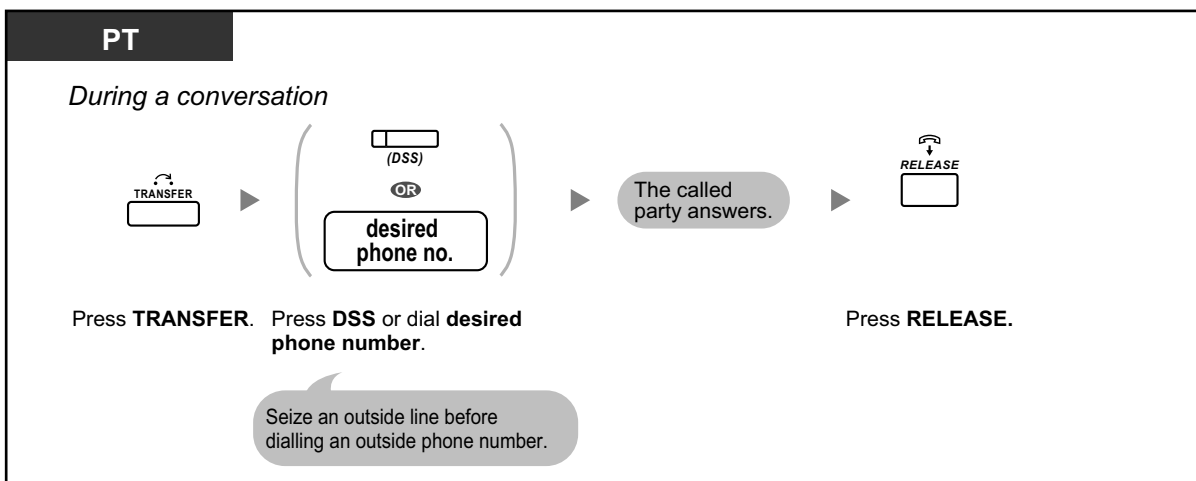 PT
During a conversation
TRANSFER
(DSS)
OR
desired
phone no.
The called
party answers.
RELEASE
Press TRANSFER.
Press DSS or dial desired
phone number.
Press RELEASE.
Seize an outside line before
dialling an outside phone number.